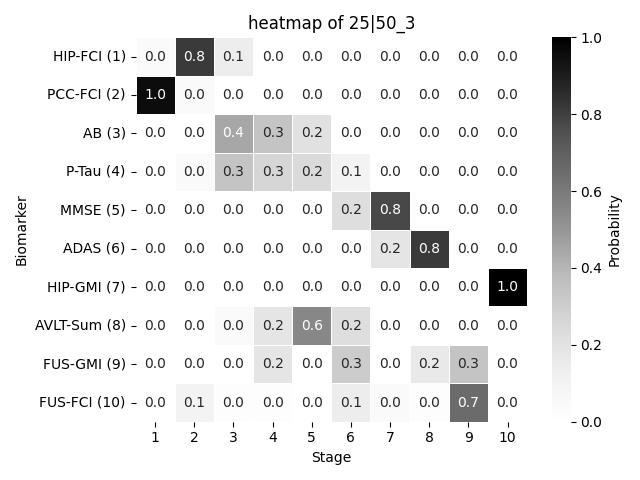 heatmap of 25|50_3
HIP-FCI (1) 0.0 0.8 0.1 0.0 0.0 0.0 0.0 0.0 0.0 0.0
PCC-FCI (2) 1.0 0.0 0.0 0.0 0.0 0.0 0.0 0.0 0.0 0.0
AB (3) 0.0 0.0 0.4 0.3 0.2 0.0 0.0 0.0 0.0 0.0
P-Tau (4) 0.0 0.0 0.3 0.3 0.2 0.1 0.0 0.0 0.0 0.0
MMSE (5) 0.0 0.0 0.0 0.0 0.0 0.2 0.8 0.0 0.0 0.0
ADAS (6) 0.0 0.0 0.0 0.0 0.0 0.0 0.2 0.8 0.0 0.0
HIP-GMI (7) 0.0 0.0 0.0 0.0 0.0 0.0 0.0 0.0 0.0 1.0
AVLT-Sum (8) 0.0 0.0 0.0 0.2 0.6 0.2 0.0 0.0 0.0 0.0
FUS-GMI (9) 0.0 0.0 0.0 0.2 0.0 0.3 0.0 0.2 0.3 0.0
FUS-FCI (10) 0.0 0.1 0.0 0.0 0.0 0.1 0.0 0.0 0.7 0.0
1 2 3 4 5 6 7 8 9 10
Stage
Biomarker
1.0
0.8
0.6
0.4
0.2
0.0
Probability